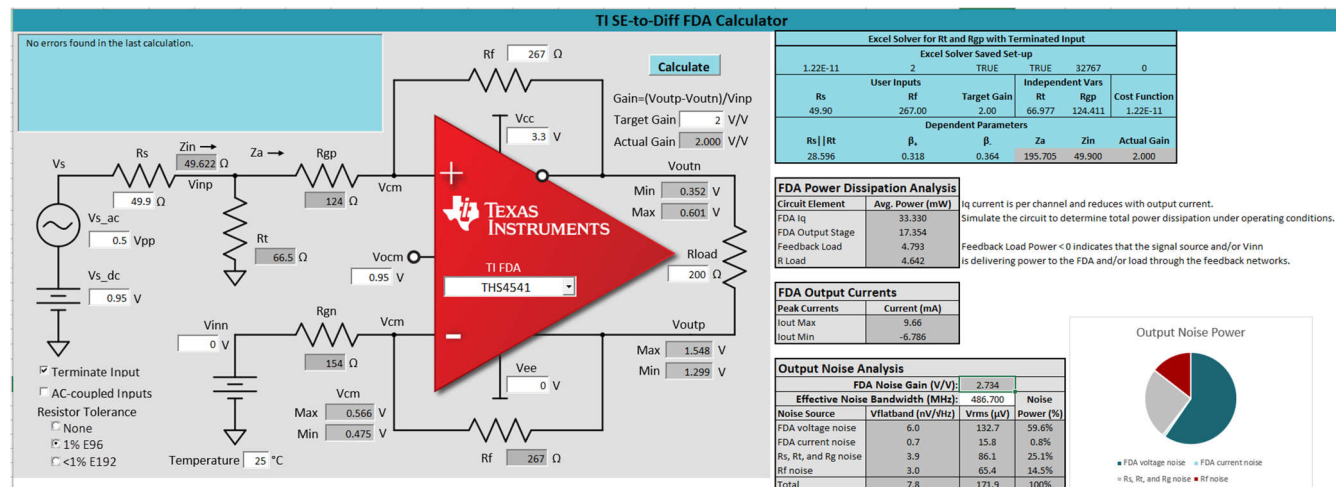 TI SE-to-Diff FDA Calculator
No errors found in the last calculation.
Rf 267 Ω
Calculate
Gain=(Voutp-Voutn)/Vinp
Target Gain 2 V/V
Actual Gain 2.000 V/V
Vcc
3.3 V
Vs
Rs
49.9 Ω
Zin →
49.622 Ω
Vinp
Za →
Rgp
124 Ω
Vcm
Voutn
Min 0.352 V
Max 0.601 V
Vs_ac
0.5 Vpp
Rt
66.5 Ω
TEXAS
INSTRUMENTS
Vocm
0.95 V
TI FDA
THS4541
Rload
200 Ω
Vs_dc
0.95 V
Vinn
0 V
Rgn
154 Ω
Vcm
Voutp
Max 1.548 V
Min 1.299 V
Vee
0 V
Terminate Input
AC-coupled Inputs
Resistor Tolerance
None
1% E96
<1% E192
Vcm
Max 0.566 V
Min 0.475 V
Temperature 25 °C
Rf 267 Ω
Excel Solver for Rt and Rgp with Terminated Input
Excel Solver Saved Set-up
1.22E-11 2 TRUE TRUE 32767 0
User Inputs Independent Vars
Rs Rf Target Gain Rt Rgp Cost Function
49.90 267.00 2.00 66.977 124.411 1.22E-11
Dependent Parameters
Rs||Rt β+ β- Za Zin Actual Gain
28.596 0.318 0.364 195.705 49.900 2.000
FDA Power Dissipation Analysis
Circuit Element Avg. Power (mW) Iq current is per channel and reduces with output current.
FDA Iq 33.330 Simulate the circuit to determine total power dissipation under operating conditions.
FDA Output Stage 17.354
Feedback Load 4.793 Feedback Load Power < 0 indicates that the signal source and/or Vinn
R Load 4.642 is delivering power to the FDA and/or load through the feedback networks.
FDA Output Currents
Peak Currents Current (mA)
Iout Max 9.66
Iout Min -6.786
Output Noise Analysis
FDA Noise Gain (V/V): 2.734
Effective Noise Bandwidth (MHz): 486.700 Noise
Noise Source Vflatband (nV/√Hz) Vrms (μV) Power (%)
FDA voltage noise 6.0 132.7 59.6%
FDA current noise 0.7 15.8 0.8%
Rs, Rt, and Rg noise 3.9 86.1 25.1%
Rf noise 3.0 65.4 14.5%
Total 7.8 171.9 100%
Output Noise Power
FDA voltage noise FDA current noise
Rs, Rt, and Rg noise Rf noise